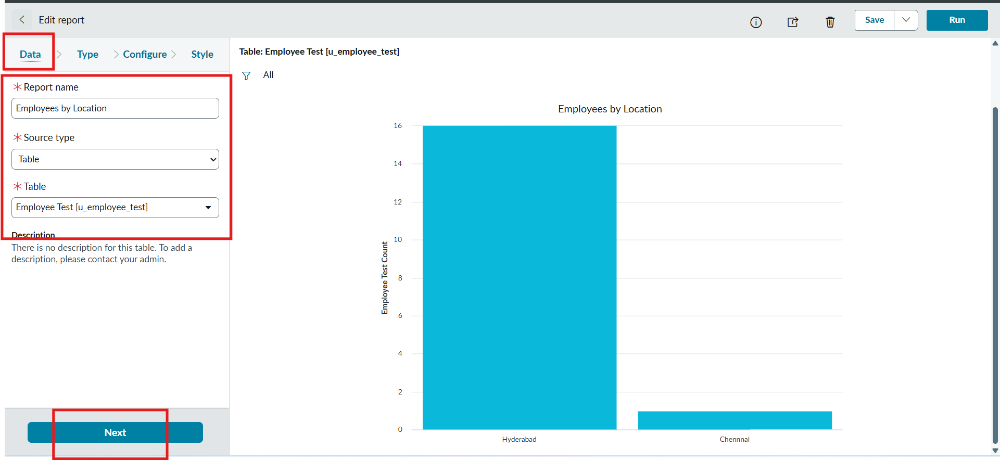 Edit report
Save
Run
Data
Type
Configure
Style
* Report name
Employees by Location
* Source type
Table
* Table
Employee Test [u_employee_test]
Description
There is no description for this table. To add a
description, please contact your admin.
Next
Table: Employee Test [u_employee_test]
All
Employees by Location
16
14
12
10
8
6
4
2
0
Employee Test Count
Hyderabad
Chennnai